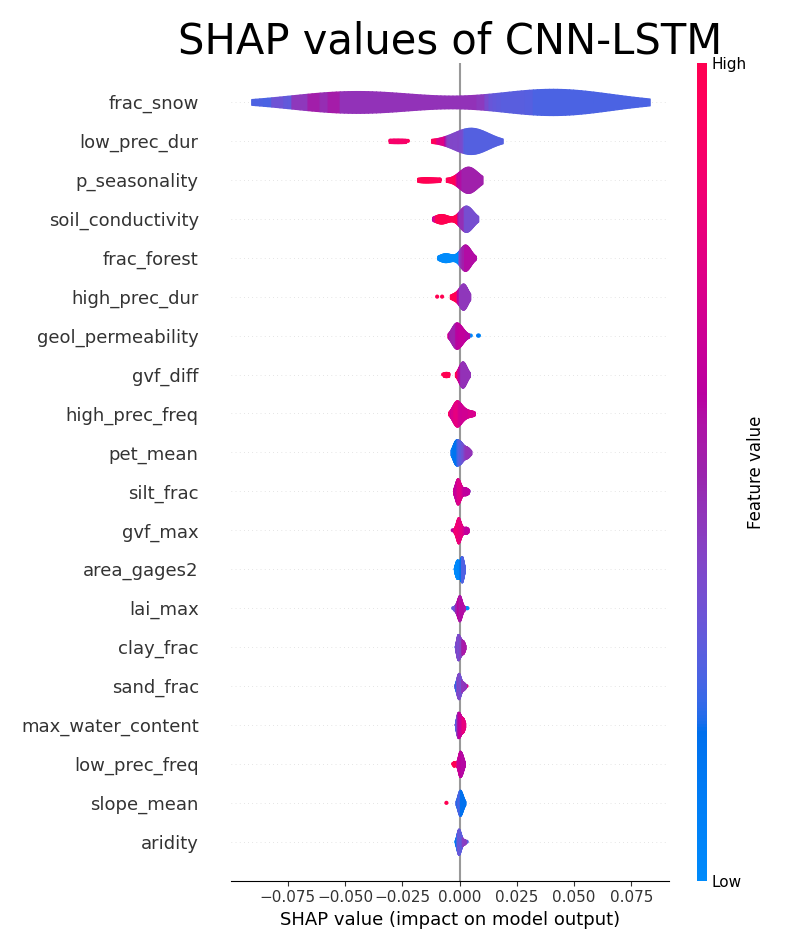 SHAP values of CNN-LSTM
High
frac_snow
low_prec_dur
p_seasonality
soil_conductivity
frac_forest
high_prec_dur
geol_permeability
gvf_diff
high_prec_freq
pet_mean
silt_frac
gvf_max
area_gages2
lai_max
clay_frac
sand_frac
max_water_content
low_prec_freq
slope_mean
aridity
Feature value
Low
−0.075 −0.050 −0.025 0.000 0.025 0.050 0.075
SHAP value (impact on model output)